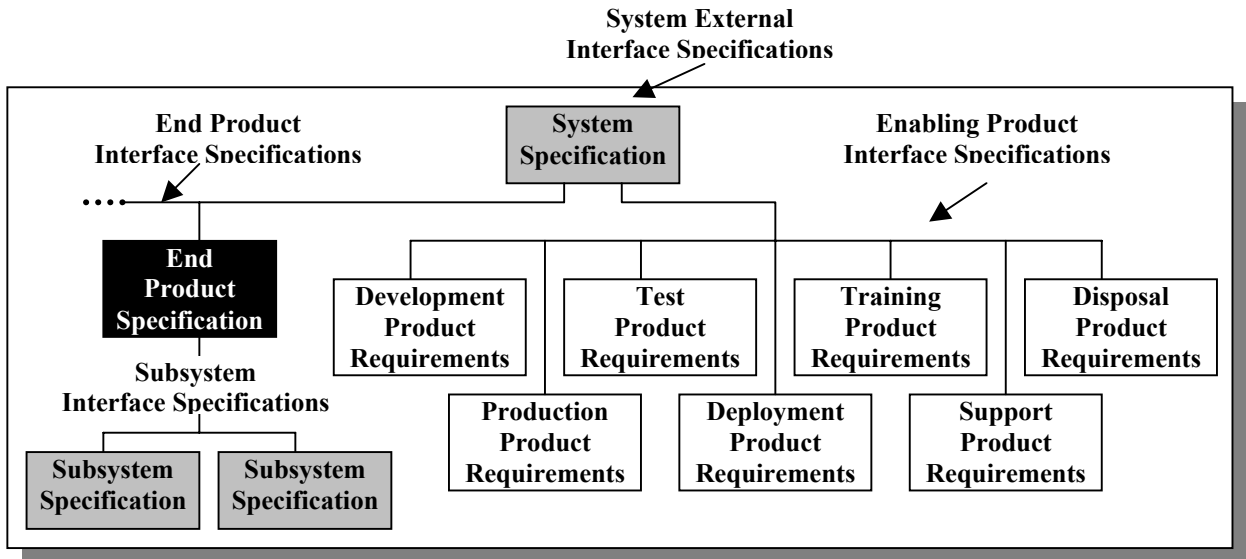 System External
Interface Specifications
End Product
Interface Specifications
System
Specification
Enabling Product
Interface Specifications
End
Product
Specification
Development
Product
Requirements
Test
Product
Requirements
Training
Product
Requirements
Disposal
Product
Requirements
Subsystem
Interface Specifications
Production
Product
Requirements
Deployment
Product
Requirements
Support
Product
Requirements
Subsystem
Specification
Subsystem
Specification